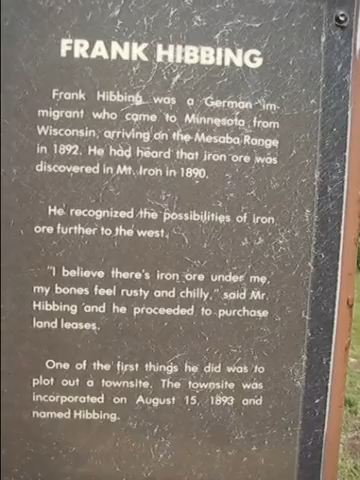 FRANK HIBBING
Frank Hibbing was a German im-
migrant who came to Minnesota from
Wisconsin, arriving on the Mesaba Range
in 1892. He had heard that iron ore was
discovered in Mt. Iron in 1890.
He recognized the possibilities of iron
ore further to the west.
"I believe there's iron ore under me,
my bones feel rusty and chilly," said Mr.
Hibbing and he proceeded to purchase
land leases.
One of the first things he did was to
plot out a townsite. The townsite was
incorporated on August 15, 1893 and
named Hibbing.